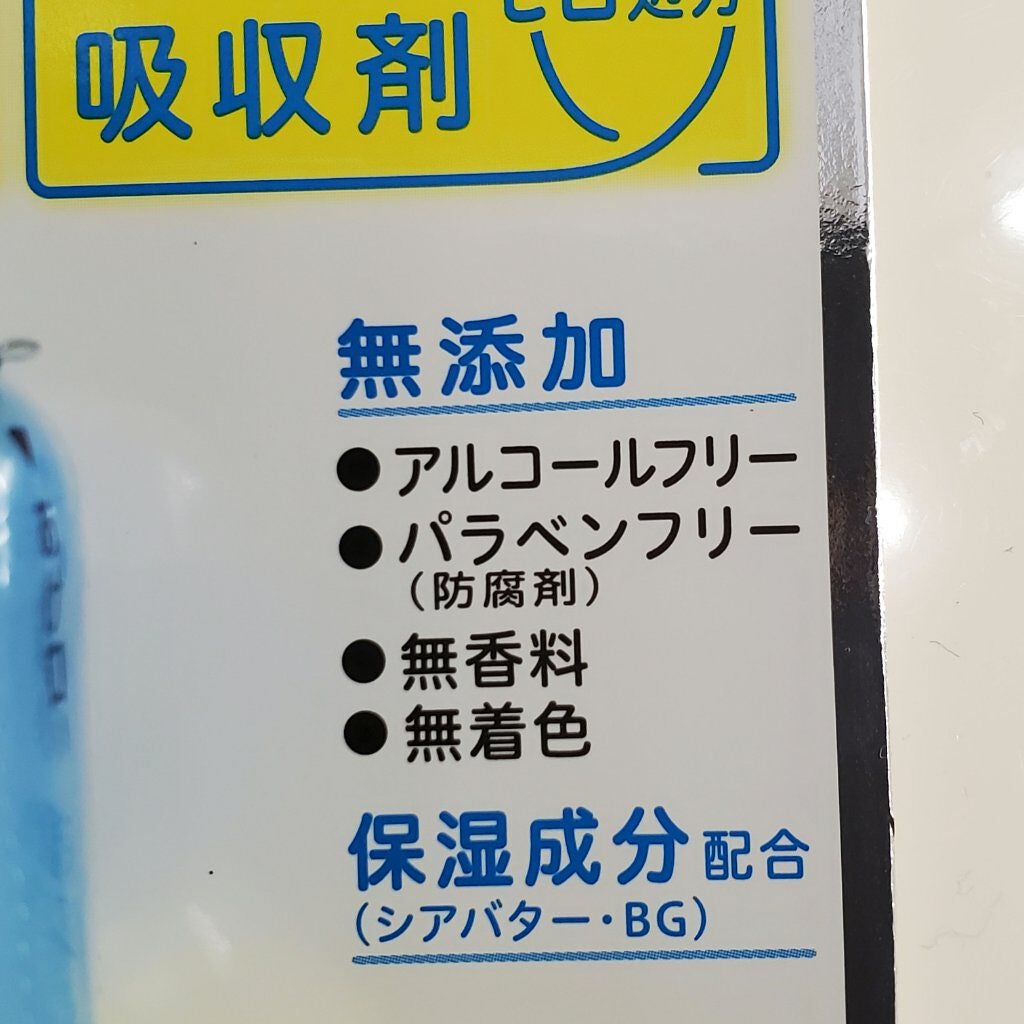 吸収剤
無添加
●アルコールフリー
●パラベンフリー
（防腐剤）
●無香料
●無着色
保湿成分配合
（シアバター・BG）